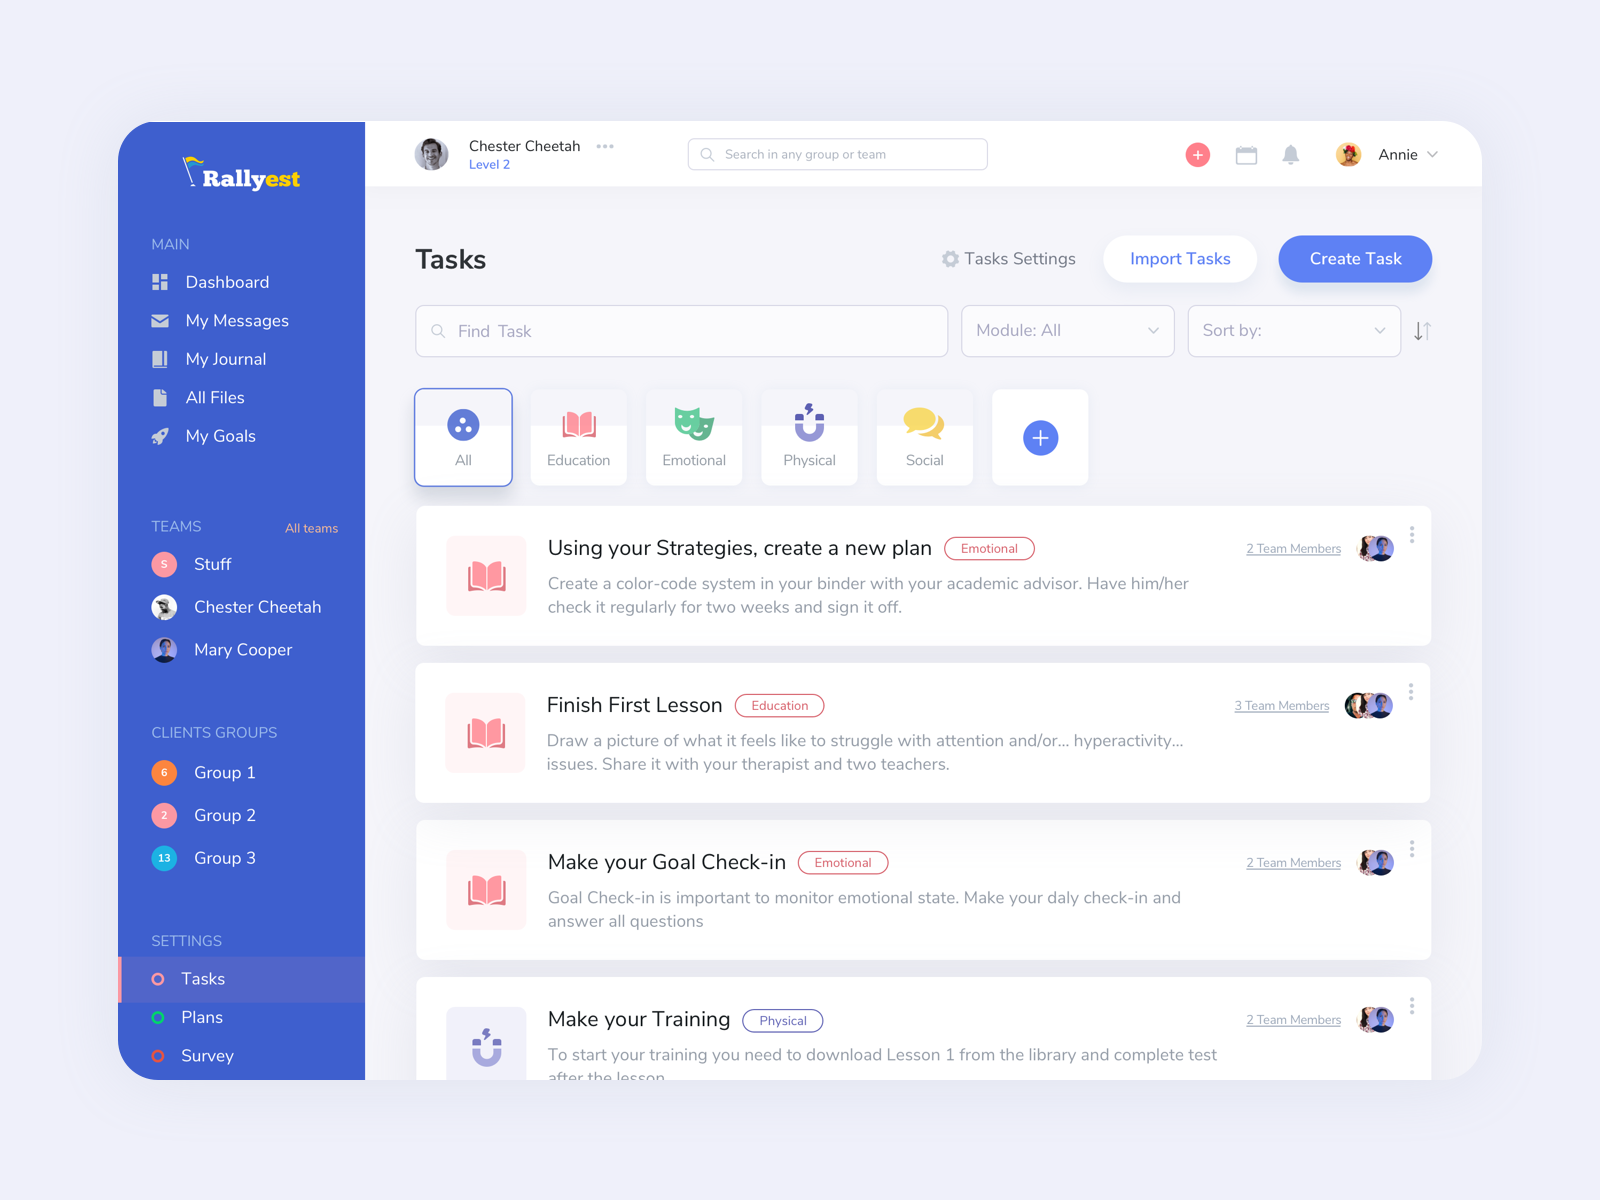 Rallyest
MAIN
Dashboard
My Messages
My Journal
All Files
My Goals
TEAMS
All teams
S
Stuff
Chester Cheetah
Mary Cooper
CLIENTS GROUPS
6
Group 1
2
Group 2
13
Group 3
SETTINGS
Tasks
Plans
Survey
Chester Cheetah
Level 2
Search in any group or team
Annie
Tasks
Tasks Settings
Import Tasks
Create Task
Find Task
Module: All
Sort by:
All
Education
Emotional
Physical
Social
Using your Strategies, create a new plan
Emotional
2 Team Members
Create a color-code system in your binder with your academic advisor. Have him/her
check it regularly for two weeks and sign it off.
Finish First Lesson
Education
3 Team Members
Draw a picture of what it feels like to struggle with attention and/or... hyperactivity...
issues. Share it with your therapist and two teachers.
Make your Goal Check-in
Emotional
2 Team Members
Goal Check-in is important to monitor emotional state. Make your daly check-in and
answer all questions
Make your Training
Physical
2 Team Members
To start your training you need to download Lesson 1 from the library and complete test
after the lesson